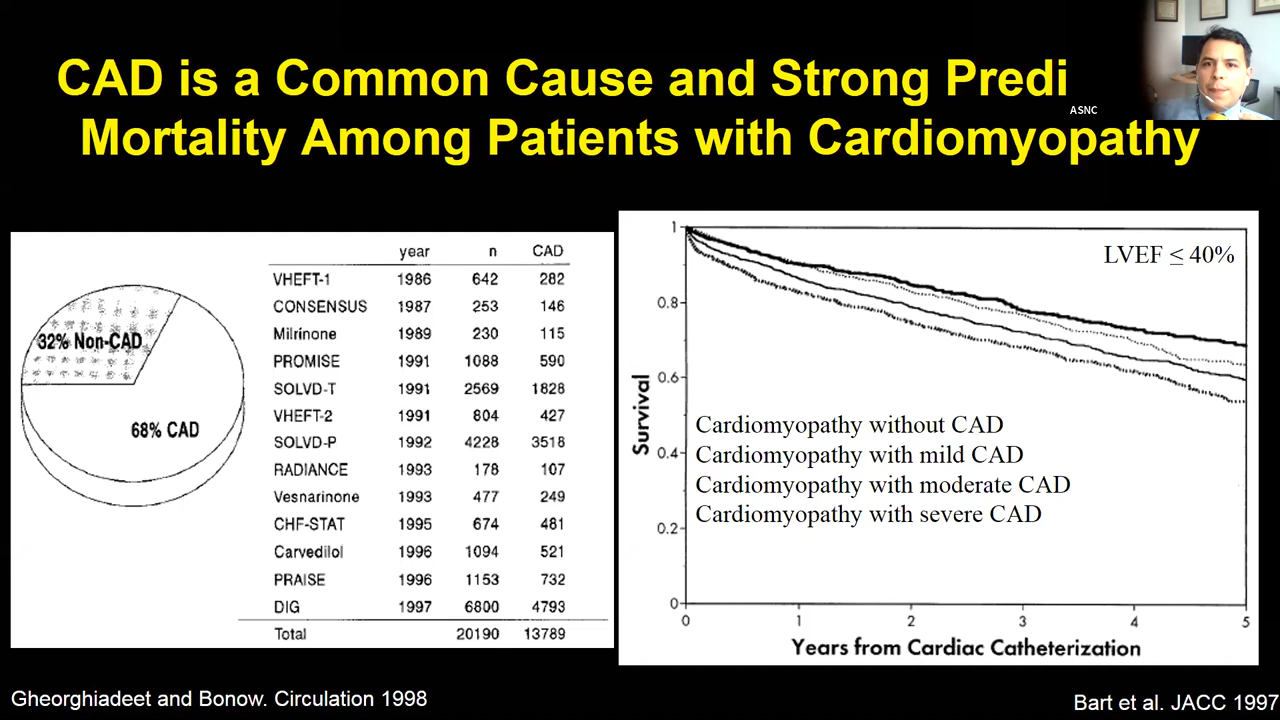 CAD is a Common Cause and Strong Predi
ASNC
Mortality Among Patients with Cardiomyopathy
32% Non-CAD
68% CAD
year n CAD
VHEFT-1 1986 642 282
CONSENSUS 1987 253 146
Milrinone 1989 230 115
PROMISE 1991 1088 590
SOLVD-T 1991 2569 1828
VHEFT-2 1991 804 427
SOLVD-P 1992 4228 3518
RADIANCE 1993 178 107
Vesnarinone 1993 477 249
CHF-STAT 1995 674 481
Carvedilol 1996 1094 521
PRAISE 1996 1153 732
DIG 1997 6800 4793
Total 20190 13789
LVEF ≤ 40%
Survival
1
0.8
0.6
0.4
0.2
0
Cardiomyopathy without CAD
Cardiomyopathy with mild CAD
Cardiomyopathy with moderate CAD
Cardiomyopathy with severe CAD
0 1 2 3 4 5
Years from Cardiac Catheterization
Gheorghiadeet and Bonow. Circulation 1998
Bart et al. JACC 1997